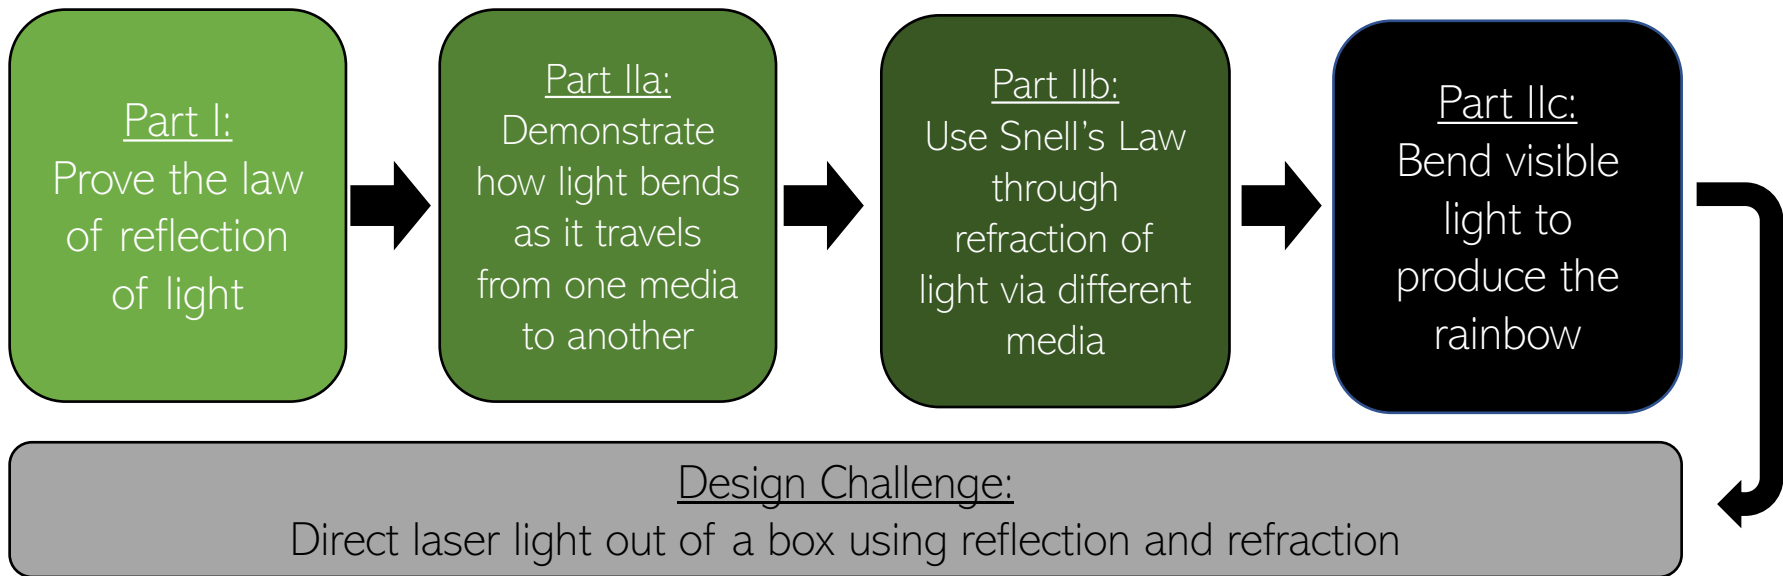 Part I:
Prove the law
of reflection
of light
Part IIa:
Demonstrate
how light bends
as it travels
from one media
to another
Part IIb:
Use Snell's Law
through
refraction of
light via different
media
Part IIc:
Bend visible
light to
produce the
rainbow
Design Challenge:
Direct laser light out of a box using reflection and refraction